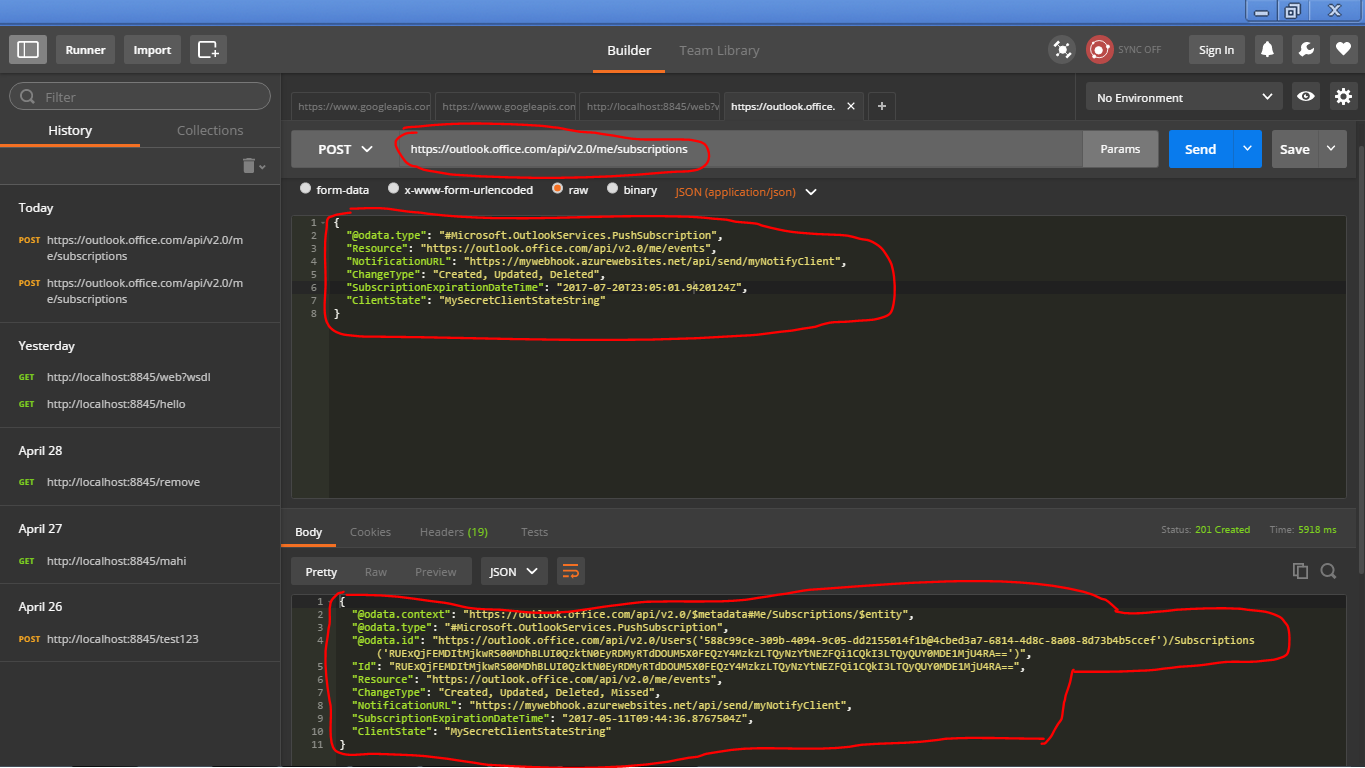 Runner
Import
Builder
Team Library
SYNC OFF
Sign In
Filter
History
Collections
Today
POST https://outlook.office.com/api/v2.0/m
e/subscriptions
POST https://outlook.office.com/api/v2.0/m
e/subscriptions
Yesterday
GET http://localhost:8845/web?wsdl
GET http://localhost:8845/hello
April 28
GET http://localhost:8845/remove
April 27
GET http://localhost:8845/mahi
April 26
POST http://localhost:8845/test123
https://www.googleapis.con
https://www.googleapis.con
http://localhost:8845/web?v
https://outlook.office.
No Environment
POST
https://outlook.office.com/api/v2.0/me/subscriptions
Params
Send
Save
form-data
x-www-form-urlencoded
raw
binary
JSON (application/json)
1 {
2 "@odata.type": "#Microsoft.OutlookServices.PushSubscription",
3 "Resource": "https://outlook.office.com/api/v2.0/me/events",
4 "NotificationURL": "https://mywebhook.azurewebsites.net/api/send/myNotifyClient",
5 "ChangeType": "Created, Updated, Deleted",
6 "SubscriptionExpirationDateTime": "2017-07-20T23:05:01.9420124Z",
7 "ClientState": "MySecretClientStateString"
8 }
Body
Cookies
Headers (19)
Tests
Status: 201 Created
Time: 5918 ms
Pretty
Raw
Preview
JSON
1 {
2 "@odata.context": "https://outlook.office.com/api/v2.0/$metadata#Me/Subscriptions/$entity",
3 "@odata.type": "#Microsoft.OutlookServices.PushSubscription",
4 "@odata.id": "https://outlook.office.com/api/v2.0/Users('588c99ce-309b-4094-9c05-dd2155014f1b@4cbed3a7-6814-4d8c-8a08-8d73b4b5ccef')/Subscriptions
('RUExQjFEMDItMjkwRS00MDhBLUI0QzktN0EyRDMyRTdDOUM5X0FEQzY4MzkzLTQyNzYtNEZFQi1CQkI3LTQyQUY0MDE1MjU4RA==')",
5 "Id": "RUExQjFEMDItMjkwRS00MDhBLUI0QzktN0EyRDMyRTdDOUM5X0FEQzY4MzkzLTQyNzYtNEZFQi1CQkI3LTQyQUY0MDE1MjU4RA==",
6 "Resource": "https://outlook.office.com/api/v2.0/me/events",
7 "ChangeType": "Created, Updated, Deleted, Missed",
8 "NotificationURL": "https://mywebhook.azurewebsites.net/api/send/myNotifyClient",
9 "SubscriptionExpirationDateTime": "2017-05-11T09:44:36.8767504Z",
10 "ClientState": "MySecretClientStateString"
11 }